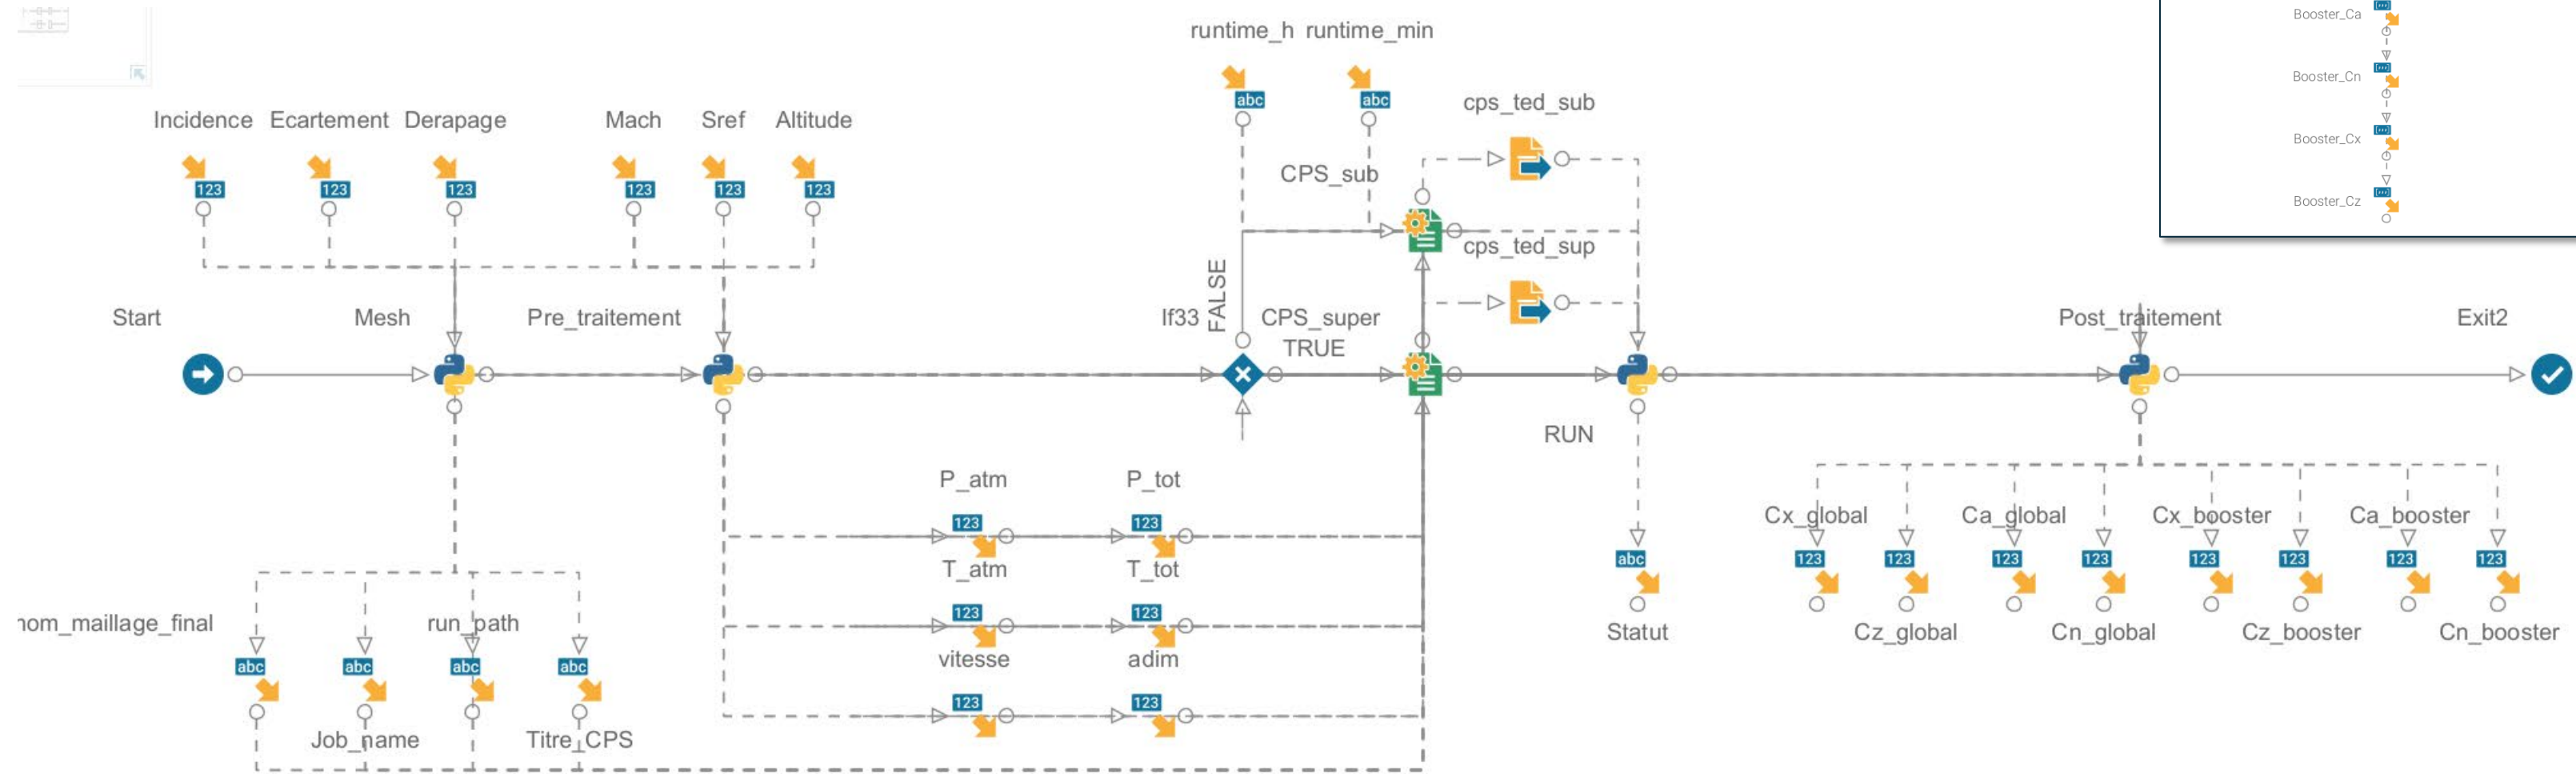 runtime_h runtime_min
Booster_Ca
Booster_Cn
Booster_Cx
Booster_Cz
abc abc
cps_ted_sub
Incidence Ecartement Derapage Mach Sref Altitude
123 123 123 123 123 123
CPS_sub
cps_ted_sup
FALSE
Start Mesh Pre_traitement If33 CPS_super Post_traitement Exit2
TRUE
RUN
P_atm P_tot
123 123
T_atm T_tot
123 123
vitesse adim
123 123
Cx_global Ca_global Cx_booster Ca_booster
abc 123 123 123 123 123 123 123 123
Statut Cz_global Cn_global Cz_booster Cn_booster
nom_maillage_final run_path
abc abc abc abc
Job_name Titre_CPS